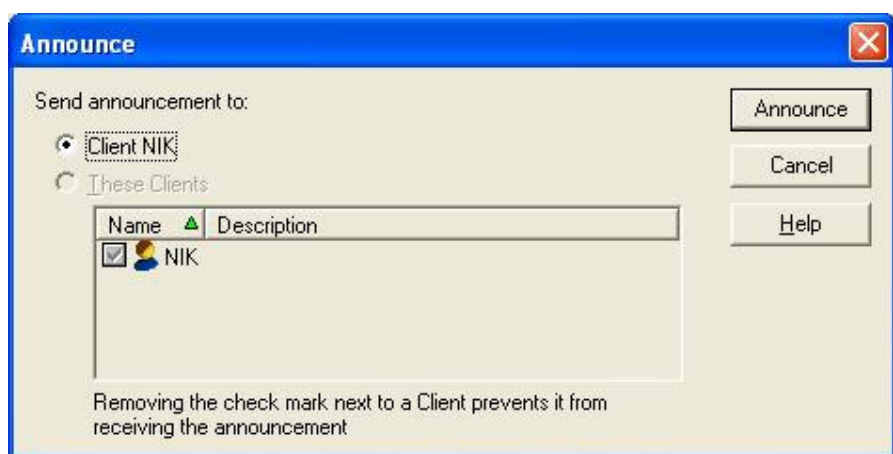 Announce
Send announcement to:
Announce
Client NIK
These Clients
Cancel
Name Description
Help
NIK
Removing the check mark next to a Client prevents it from
receiving the announcement